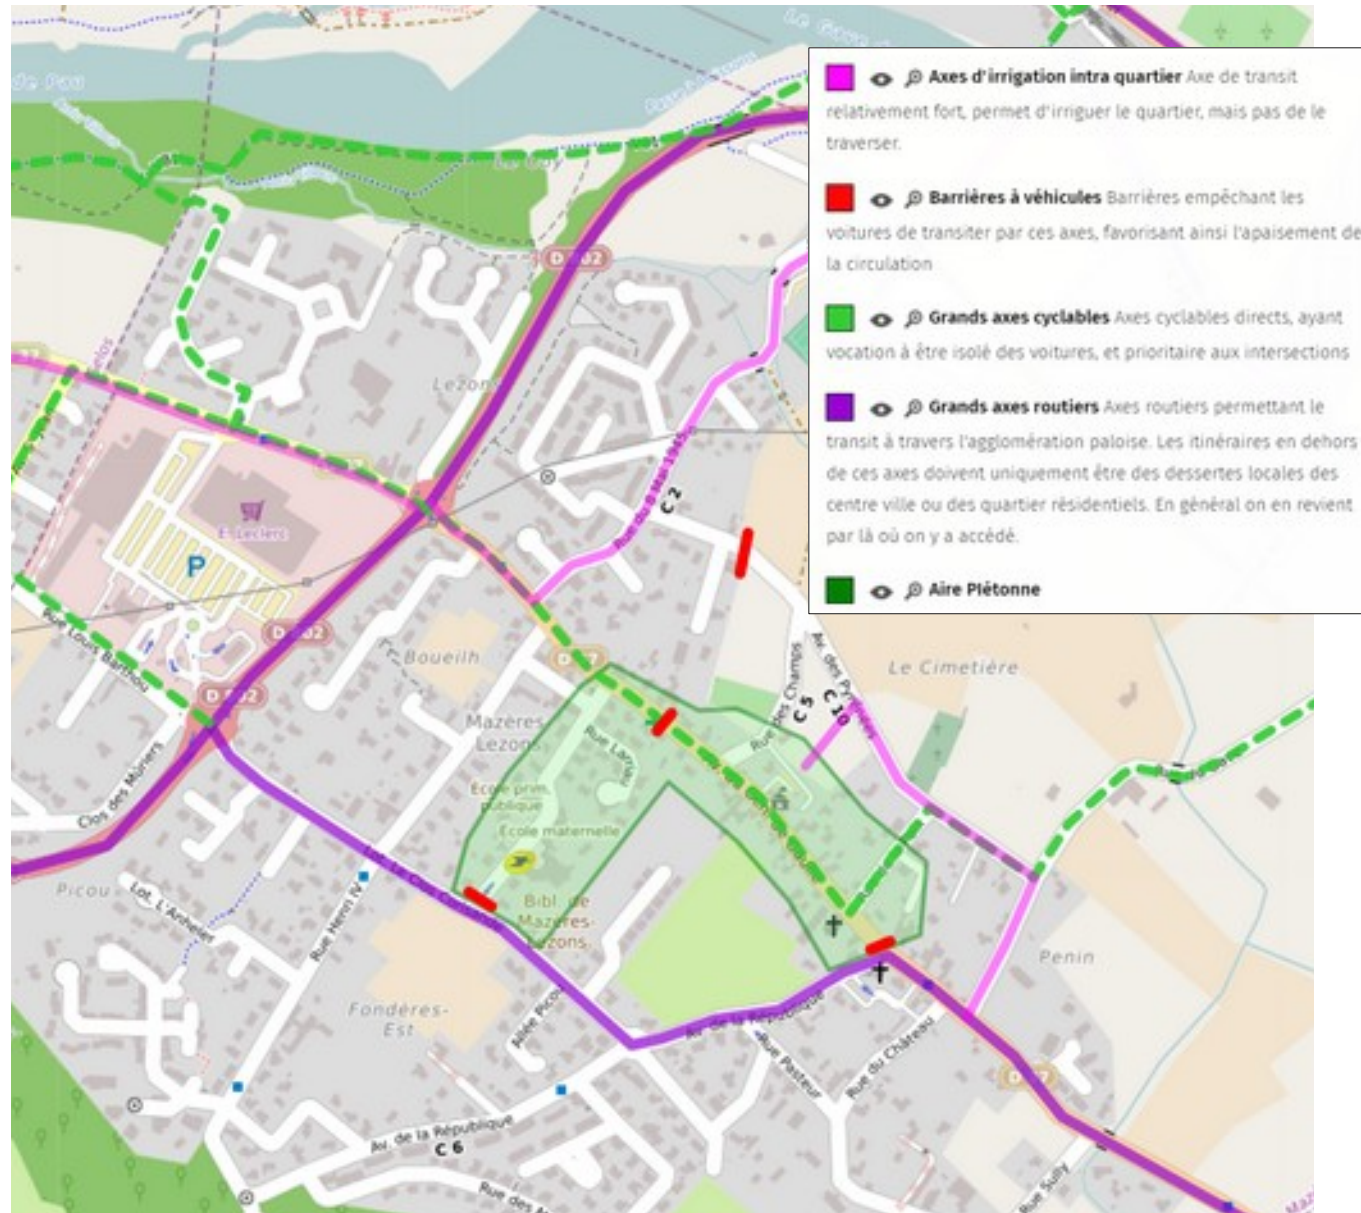 de Pau
Le Gave d
Le Guy
Axes d'irrigation intra quartier Axe de transit
relativement fort, permet d'irriguer le quartier, mais pas de le
traverser.
Barrières à véhicules Barrières empêchant les
voitures de transiter par ces axes, favorisant ainsi l'apaisement de
la circulation
Grands axes cyclables Axes cyclables directs, ayant
vocation à être isolé des voitures, et prioritaire aux intersections
Grands axes routiers Axes routiers permettant le
transit à travers l'agglomération paloise. Les itinéraires en dehors
de ces axes doivent uniquement être des dessertes locales des
centre ville ou des quartier résidentiels. En général on en revient
par là où on y a accédé.
Aire Piétonne
Lezons
Rue du 8 Mai 1945
C 2
E. Leclerc
P
Rue Louis Barthou
Boueilh
Mazères-
Lezons
Rue Larrieu
École prim.
publique
École maternelle
Bibl. de
Mazères-
Lezons
Rue des Champs
C 5
Av. des Pyrénées
C 10
Le Cimetière
Clos des Mûriers
Picou
Lot. L'Anhelet
Rue Henri IV
Fondères-
Est
Allée Picou
Av. de la République
Rue Pasteur
Rue du Château
Penin
Av. de la République
C 6
Rue Sully